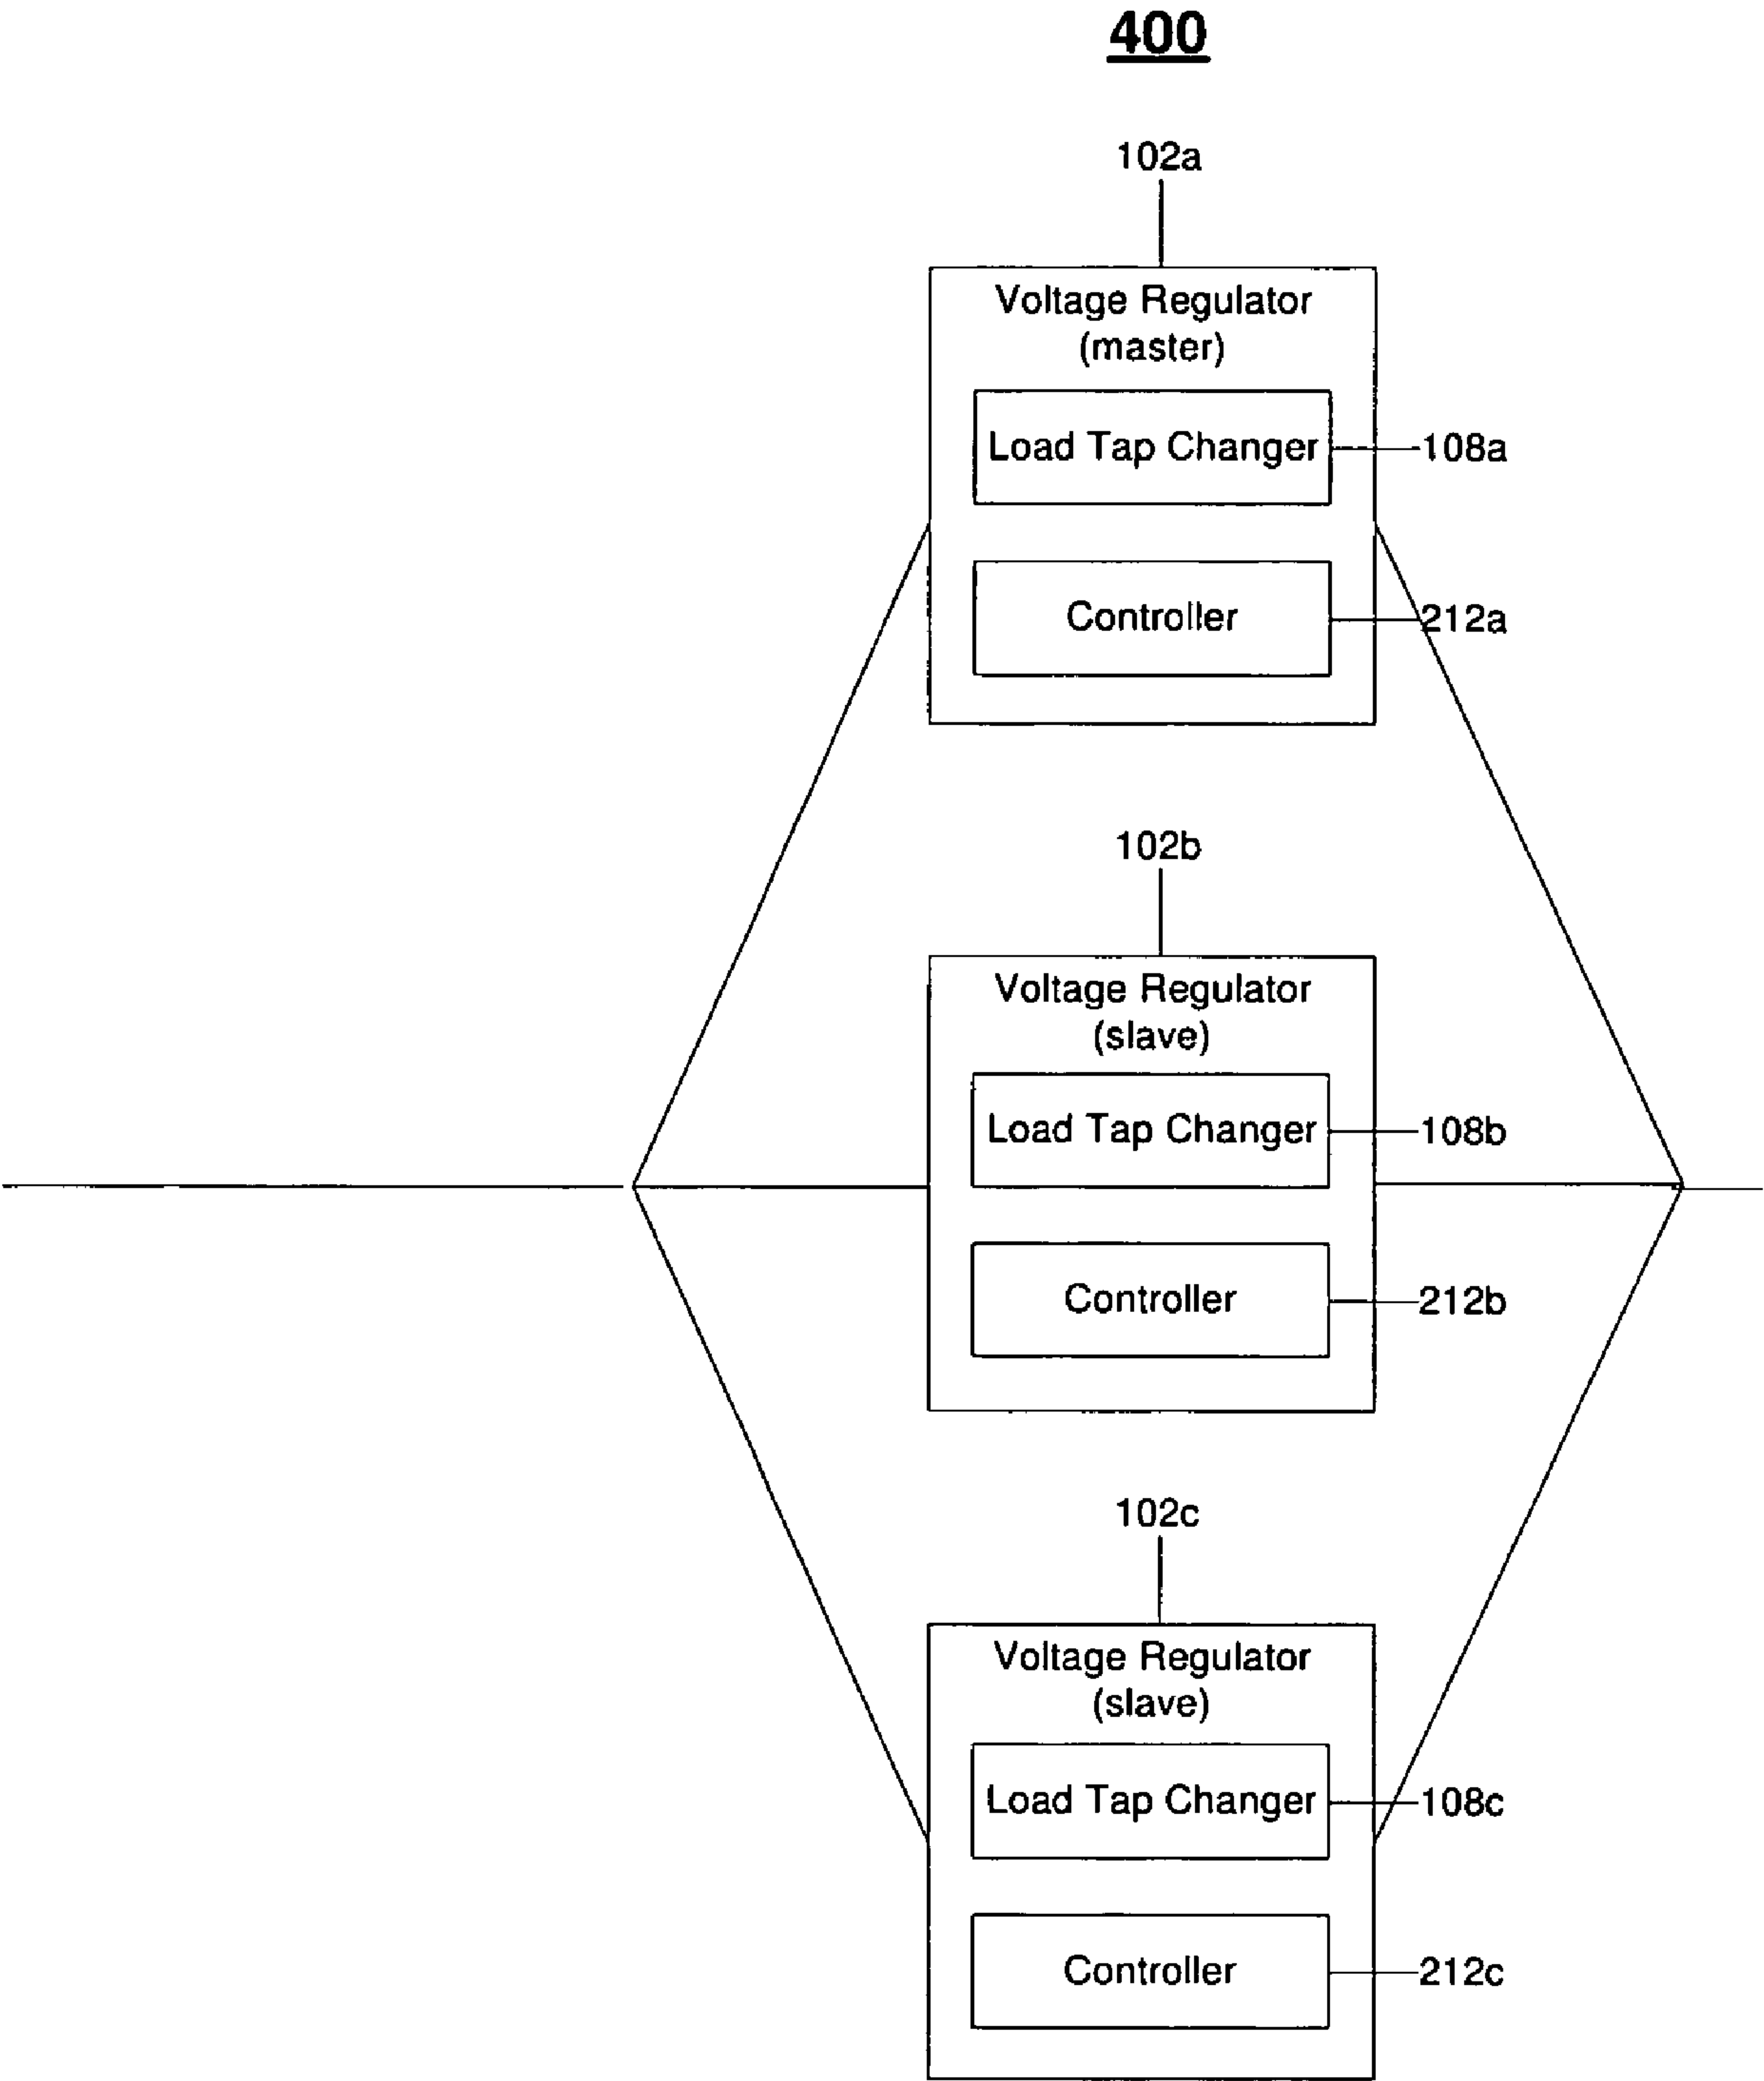 400
102a
Voltage Regulator
(master)
Load Tap Changer
108a
Controller
212a
102b
Voltage Regulator
(slave)
Load Tap Changer
108b
Controller
212b
102c
Voltage Regulator
(slave)
Load Tap Changer
108c
Controller
212c